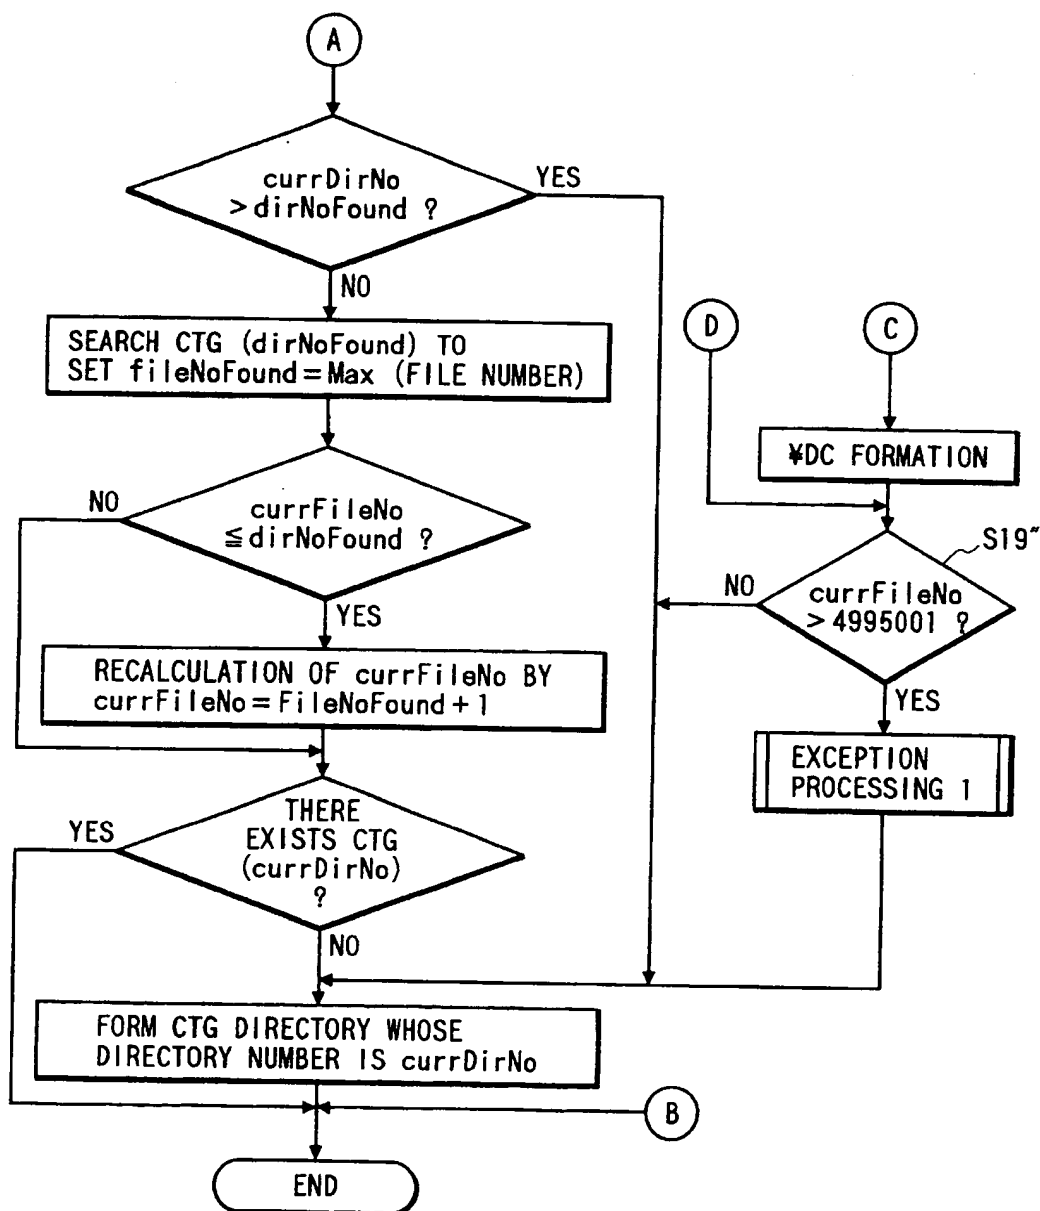 A
currDirNo
> dirNoFound ?
YES
NO
SEARCH CTG (dirNoFound) TO
SET fileNoFound=Max (FILE NUMBER)
D
C
¥DC FORMATION
NO
currFileNo
≦dirNoFound ?
YES
S19″
NO
currFileNo
> 4995001 ?
YES
RECALCULATION OF currFileNo BY
currFileNo=FileNoFound+1
EXCEPTION
PROCESSING 1
YES
THERE
EXISTS CTG
(currDirNo)
?
NO
FORM CTG DIRECTORY WHOSE
DIRECTORY NUMBER IS currDirNo
B
END